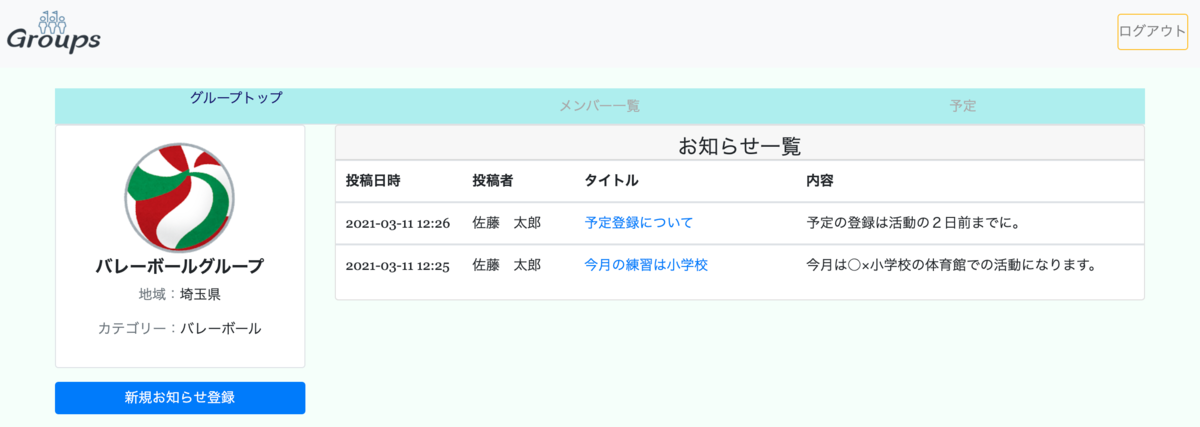 Groups
ログアウト
グループトップ メンバー一覧 予定
バレーボールグループ
地域：埼玉県
カテゴリー：バレーボール
新規お知らせ登録
お知らせ一覧
投稿日時 投稿者 タイトル 内容
2021-03-11 12:26 佐藤　太郎 予定登録について 予定の登録は活動の２日前までに。
2021-03-11 12:25 佐藤　太郎 今月の練習は小学校 今月は〇×小学校の体育館での活動になります。